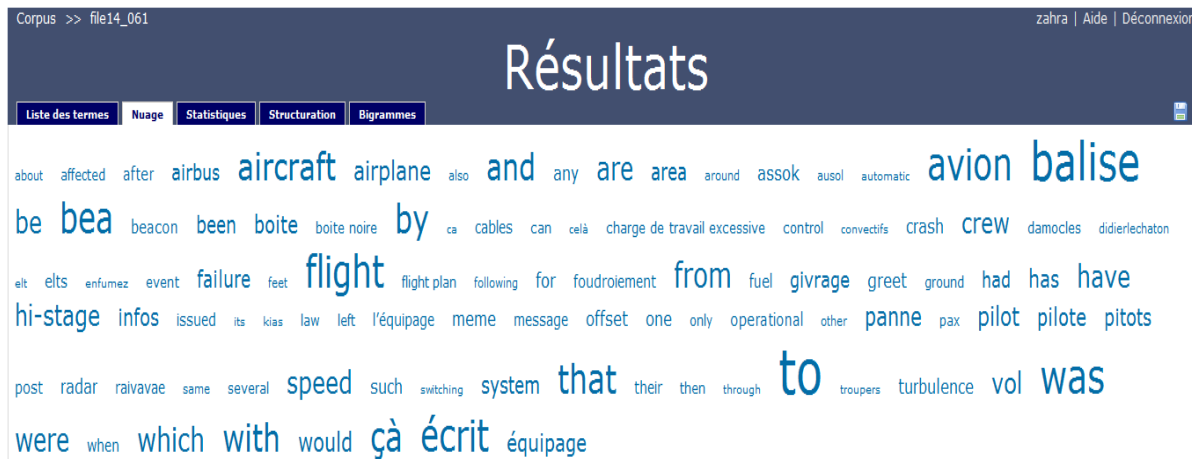 Corpus >> file14_061 zahra | Aide | Déconnexion
Résultats
Liste des termes Nuage Statistiques Structuration Bigrammes
about affected after airbus aircraft airplane also and any are area around assok ausol automatic avion balise
be bea beacon been boite boite noire by ca cables can celà charge de travail excessive control convectifs crash crew damocles didierlechaton
elt elts enfumez event failure feet flight flight plan following for foudroiement from fuel givrage greet ground had has have
hi-stage infos issued its kias law left l'équipage meme message offset one only operational other panne pax pilot pilote pitots
post radar raivavae same several speed such switching system that their then through to troupers turbulence vol was
were when which with would çà écrit équipage